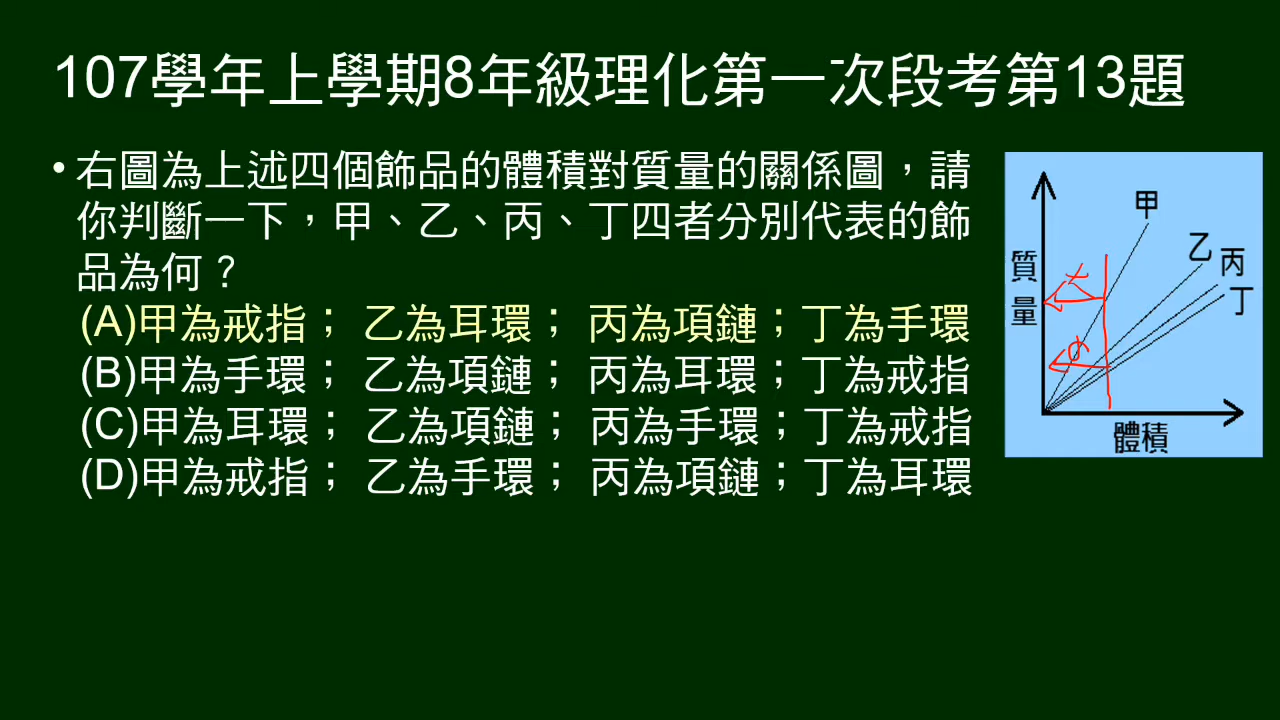 107學年上學期8年級理化第一次段考第13題
• 右圖為上述四個飾品的體積對質量的關係圖，請
你判斷一下，甲、乙、丙、丁四者分別代表的飾
品為何？
(A)甲為戒指； 乙為耳環； 丙為項鏈；丁為手環
(B)甲為手環； 乙為項鏈； 丙為耳環；丁為戒指
(C)甲為耳環； 乙為項鏈； 丙為手環；丁為戒指
(D)甲為戒指； 乙為手環； 丙為項鏈；丁為耳環
甲
乙
丙
丁
質量
大
小
體積